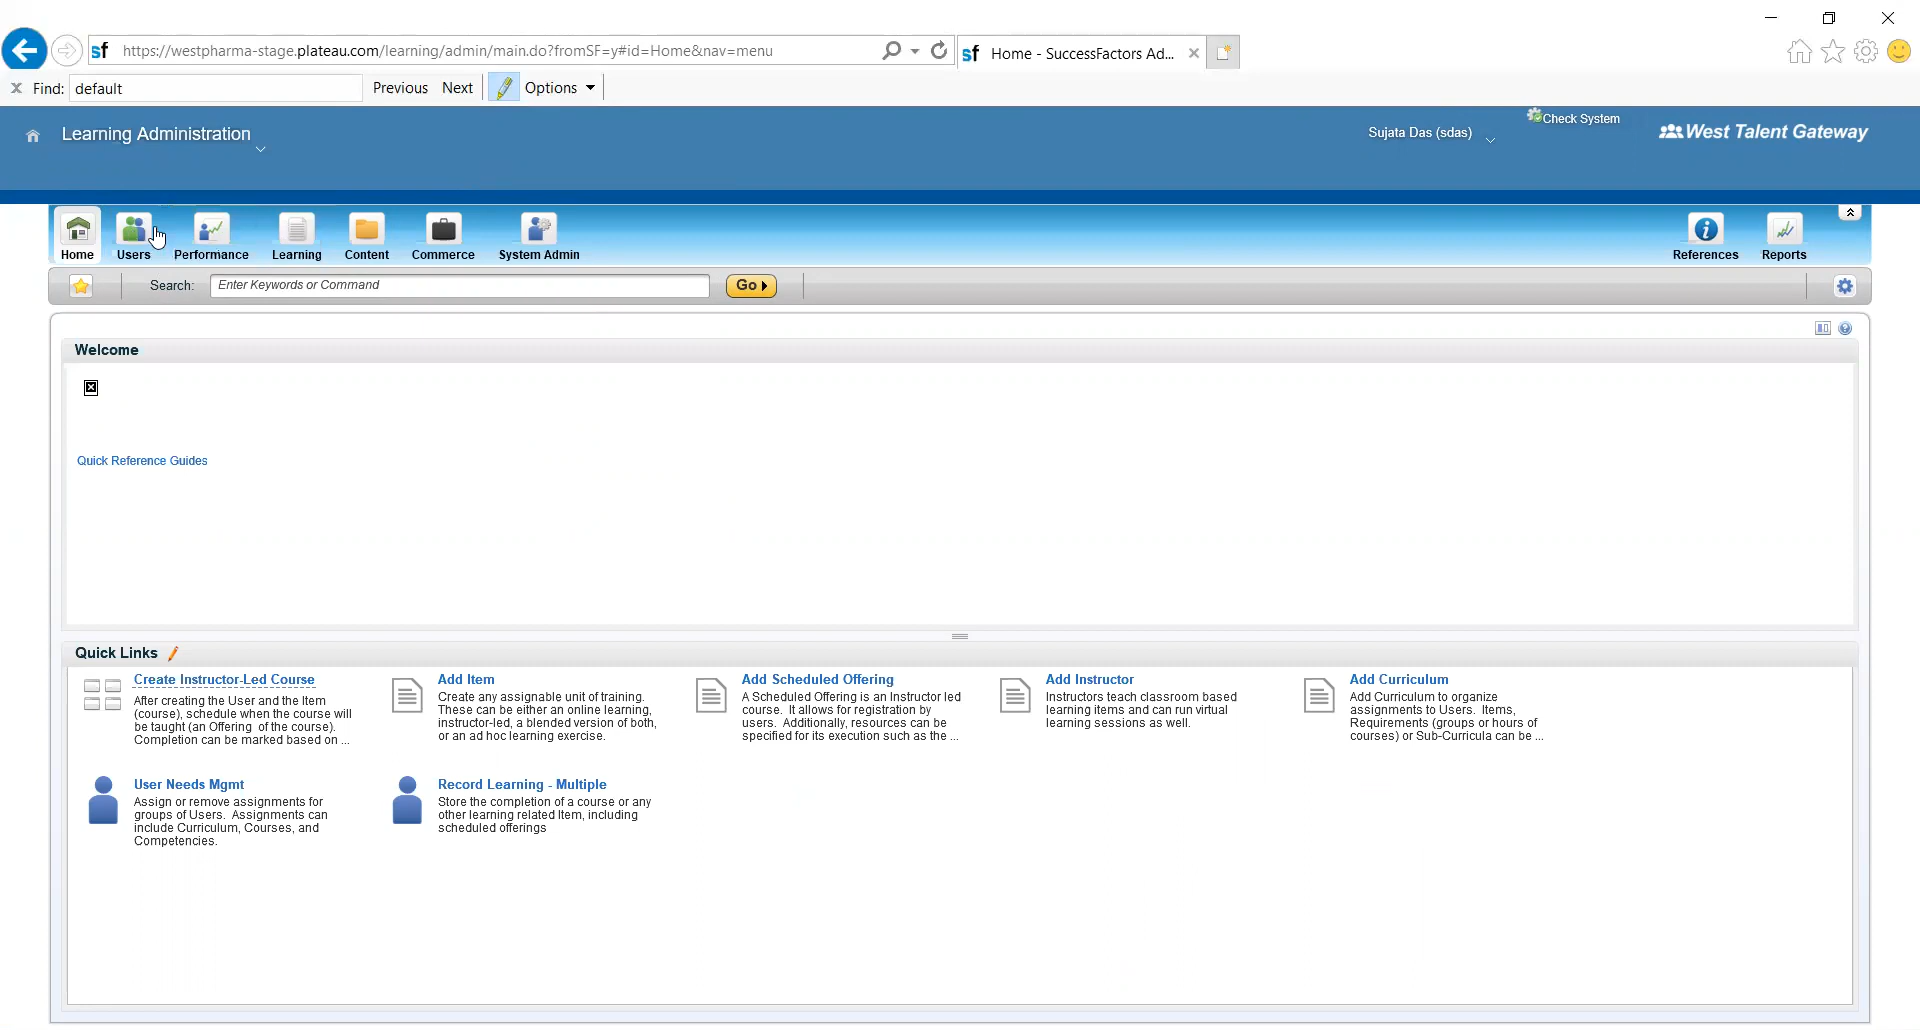 sf https://westpharma-stage.plateau.com/learning/admin/main.do?fromSF=y#id=Home&nav=menu
sf Home - SuccessFactors Ad...
Find: default Previous Next Options
Learning Administration
Sujata Das (sdas)
Check System
West Talent Gateway
Home Users Performance Learning Content Commerce System Admin References Reports
Search: Enter Keywords or Command Go
Welcome
Quick Reference Guides
Quick Links
Create Instructor-Led Course
After creating the User and the Item
(course), schedule when the course will
be taught (an Offering of the course).
Completion can be marked based on ...
Add Item
Create any assignable unit of training.
These can be either an online learning,
instructor-led, a blended version of both,
or an ad hoc learning exercise.
Add Scheduled Offering
A Scheduled Offering is an Instructor led
course. It allows for registration by
users. Additionally, resources can be
specified for its execution such as the ...
Add Instructor
Instructors teach classroom based
learning items and can run virtual
learning sessions as well.
Add Curriculum
Add Curriculum to organize
assignments to Users. Items,
Requirements (groups or hours of
courses) or Sub-Curricula can be ...
User Needs Mgmt
Assign or remove assignments for
groups of Users. Assignments can
include Curriculum, Courses, and
Competencies.
Record Learning - Multiple
Store the completion of a course or any
other learning related Item, including
scheduled offerings